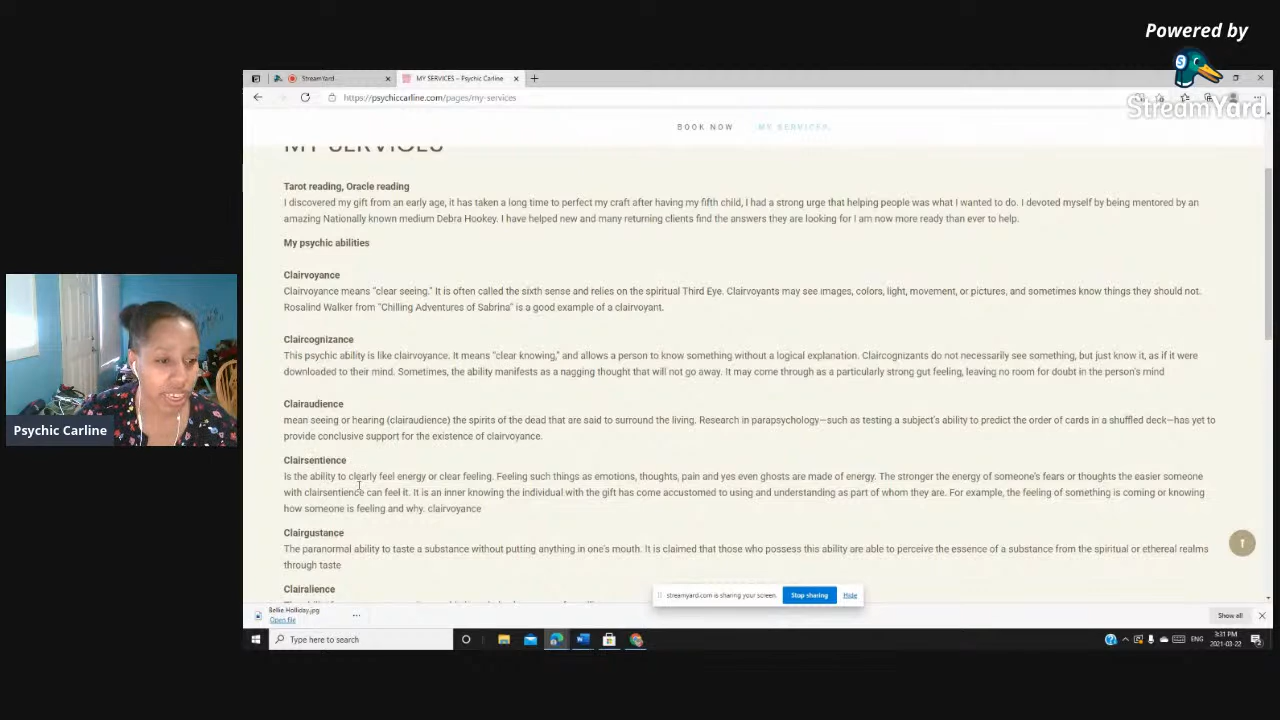 Powered by
StreamYard
StreamYard
MY SERVICES – Psychic Carline
https://psychiccarline.com/pages/my-services
BOOK NOW MY SERVICES
MY SERVICES
Tarot reading, Oracle reading
I discovered my gift from an early age, it has taken a long time to perfect my craft after having my fifth child, I had a strong urge that helping people was what I wanted to do. I devoted myself by being mentored by an
amazing Nationally known medium Debra Hookey. I have helped new and many returning clients find the answers they are looking for I am now more ready than ever to help.
My psychic abilities
Clairvoyance
Clairvoyance means “clear seeing.” It is often called the sixth sense and relies on the spiritual Third Eye. Clairvoyants may see images, colors, light, movement, or pictures, and sometimes know things they should not.
Rosalind Walker from “Chilling Adventures of Sabrina” is a good example of a clairvoyant.
Claircognizance
This psychic ability is like clairvoyance. It means “clear knowing,” and allows a person to know something without a logical explanation. Claircognizants do not necessarily see something, but just know it, as if it were
downloaded to their mind. Sometimes, the ability manifests as a nagging thought that will not go away. It may come through as a particularly strong gut feeling, leaving no room for doubt in the person's mind
Clairaudience
mean seeing or hearing (clairaudience) the spirits of the dead that are said to surround the living. Research in parapsychology—such as testing a subject's ability to predict the order of cards in a shuffled deck—has yet to
provide conclusive support for the existence of clairvoyance.
Clairsentience
Is the ability to clearly feel energy or clear feeling. Feeling such things as emotions, thoughts, pain and yes even ghosts are made of energy. The stronger the energy of someone's fears or thoughts the easier someone
with clairsentience can feel it. It is an inner knowing the individual with the gift has come accustomed to using and understanding as part of whom they are. For example, the feeling of something is coming or knowing
how someone is feeling and why. clairvoyance
Clairgustance
The paranormal ability to taste a substance without putting anything in one's mouth. It is claimed that those who possess this ability are able to perceive the essence of a substance from the spiritual or ethereal realms
through taste
Clairalience
Psychic Carline
streamyard.com is sharing your screen.
Stop sharing
Hide
Bellie Holliday.jpg
Open file
Show all
Type here to search
ENG
3:31 PM
2021-03-22